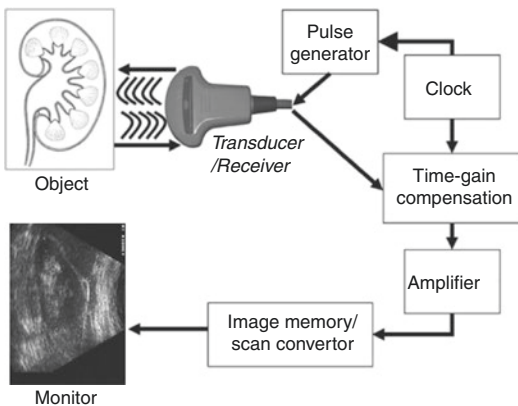 Pulse
generator
Clock
Transducer
/Receiver
Object
Time-gain
compensation
Amplifier
Image memory/
scan convertor
Monitor